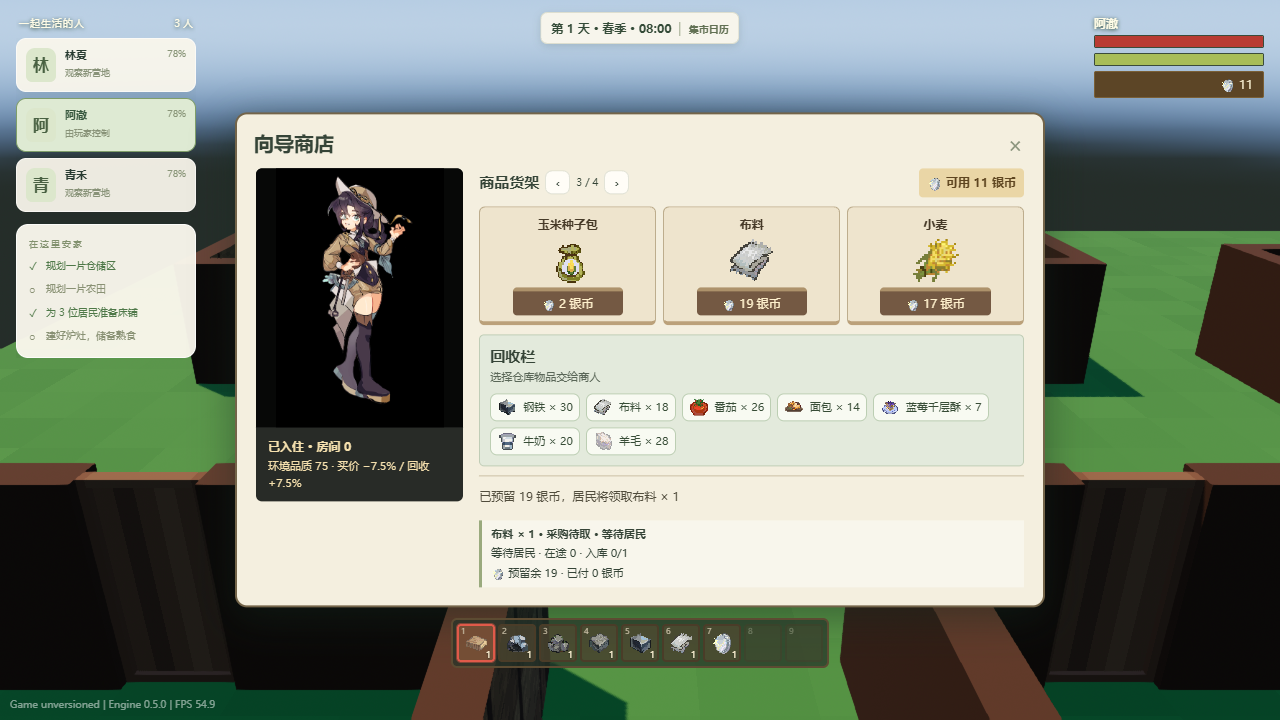 一起生活的人 3 人
林
林夏 78%
观察新营地
阿
阿澈 78%
由玩家控制
青
青禾 78%
观察新营地
在这里安家
✓ 规划一片仓储区
○ 规划一片农田
✓ 为 3 位居民准备床铺
○ 建好炉灶，储备熟食
第 1 天 • 春季 • 08:00 | 集市日历
阿澈
11
向导商店 ×
已入住 • 房间 0
环境品质 75 · 买价 −7.5% / 回收
+7.5%
商品货架 ‹ 3 / 4 › 可用 11 银币
玉米种子包 布料 小麦
2 银币 19 银币 17 银币
回收栏
选择仓库物品交给商人
钢铁 × 30 布料 × 18 番茄 × 26 面包 × 14 蓝莓千层酥 × 7
牛奶 × 20 羊毛 × 28
已预留 19 银币，居民将领取布料 × 1
布料 × 1 • 采购待取 • 等待居民
等待居民 · 在途 0 · 入库 0/1
预留余 19 · 已付 0 银币
1 2 3 4 5 6 7 8 9
1 1 1 1 1 1 1
Game unversioned | Engine 0.5.0 | FPS 54.9